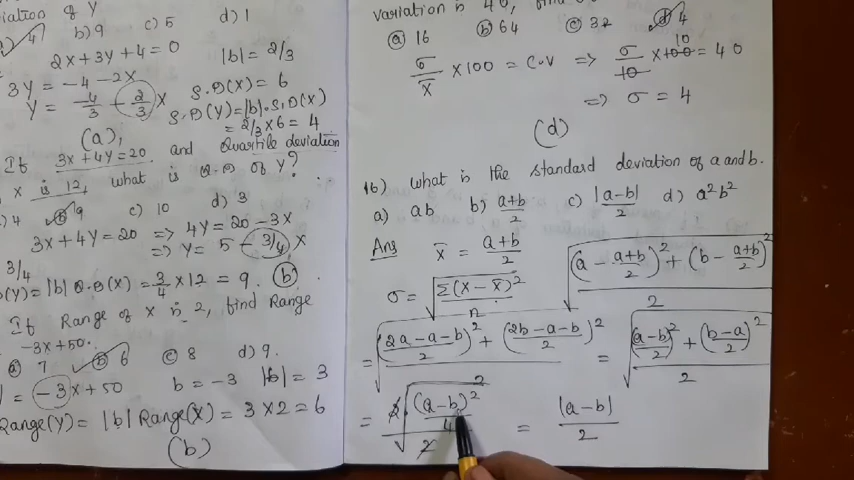 iation of Y
a) 4 b) 9 c) 5 d) 1
2x+3y+4=0 |b| = 2/3
3y = -4 -2x
y = -4/3 - 2/3 x S.D(x) = 6
S.D(Y)=|b|.S.D(x)
= 2/3 x 6 = 4
(a),
If 3x+4y=20 and Quartile deviation
x is 12, what is Q.D of Y?
)4 b) 9 c) 10 d) 3
3x+4y=20 => 4y=20-3x
=> y= 5 - 3/4 x
3/4
(Y)=|b| Q.D(x) = 3/4 x12 = 9. (b)
If Range of x is 2, find Range
-3x+50.
a) 7 b) 6 c) 8 d) 9.
= -3x+50 b = -3 |b| = 3
Range(Y) = |b| Range(x) = 3x2 = 6
(b)
variation is 40,
a) 16 b) 64 c) 32 d) 4
σ/x̄ x100 = C.V => σ/10 x 100 10 = 40
=> σ = 4
(d)
16) What is the standard deviation of a and b.
a) ab b) a+b/2 c) |a-b|/2 d) a²b²
Ans x̄ = a+b/2
σ = √(Σ(x-x̄)²/n) √(((a - a+b/2)² + (b - a+b/2)²)/2)
= √(((2a-a-b)/2)² + ((2b-a-b)/2)²/2) = √(((a-b)/2)² + ((b-a)/2)²/2)
= √(2 (a-b)²/4 /2) = |a-b|/2